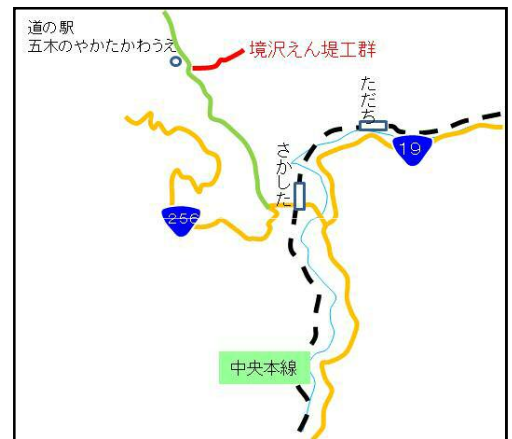 道の駅
五木のやかたかわうえ
境沢えん堤工群
ただち
19
さかした
256
中央本線